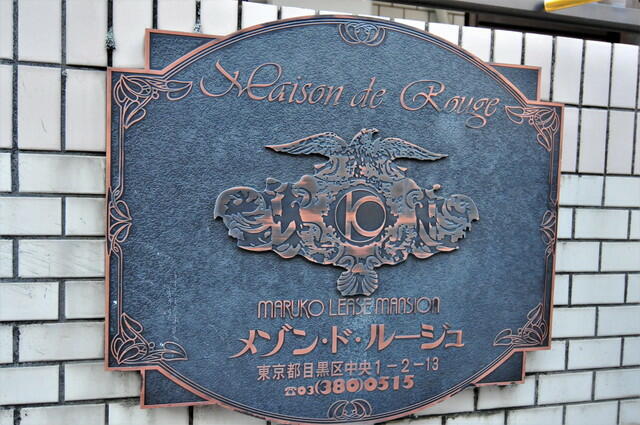 Maison de Rouge
MARUKO LEASE MANSION
メゾン・ド・ルージュ
東京都目黒区中央1-2-13
☎03(380)0515